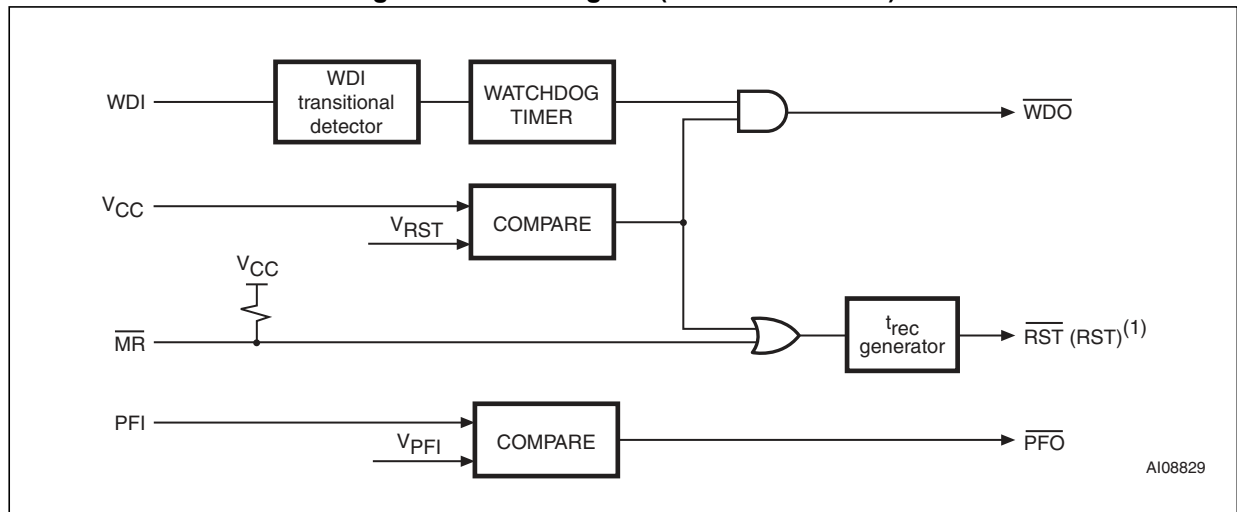 WDI
WDI
transitional
detector
WATCHDOG
TIMER
WDO
VCC
VRST
COMPARE
VCC
MR
trec
generator
RST (RST)(1)
PFI
VPFI
COMPARE
PFO
AI08829